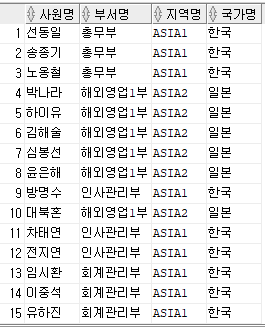 사원명 부서명 지역명 국가명
1 선동일 총무부 ASIA1 한국
2 송종기 총무부 ASIA1 한국
3 노옹철 총무부 ASIA1 한국
4 박나라 해외영업1부 ASIA2 일본
5 하이유 해외영업1부 ASIA2 일본
6 김해술 해외영업1부 ASIA2 일본
7 심봉선 해외영업1부 ASIA2 일본
8 윤은해 해외영업1부 ASIA2 일본
9 방명수 인사관리부 ASIA1 한국
10 대북혼 해외영업1부 ASIA2 일본
11 차태연 인사관리부 ASIA1 한국
12 전지연 인사관리부 ASIA1 한국
13 임시환 회계관리부 ASIA1 한국
14 이중석 회계관리부 ASIA1 한국
15 유하진 회계관리부 ASIA1 한국